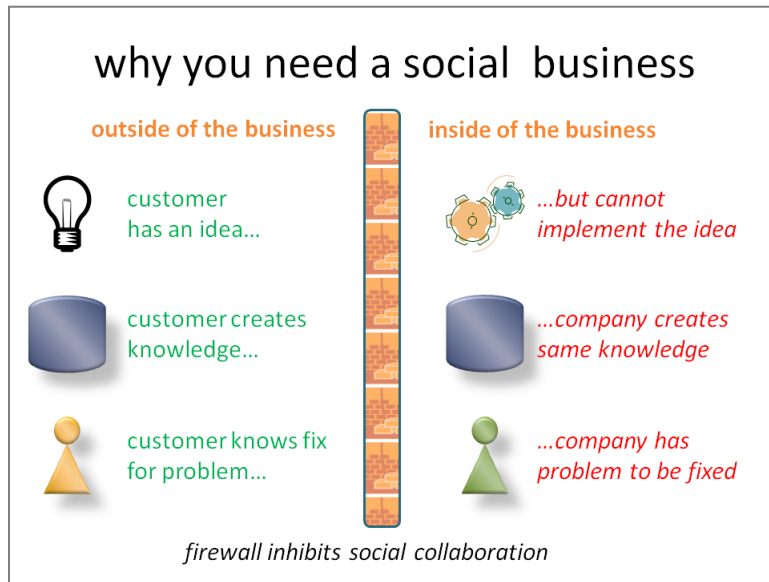 why you need a social business
outside of the business
inside of the business
customer
has an idea...
...but cannot
implement the idea
customer creates
knowledge...
...company creates
same knowledge
customer knows fix
for problem...
...company has
problem to be fixed
firewall inhibits social collaboration